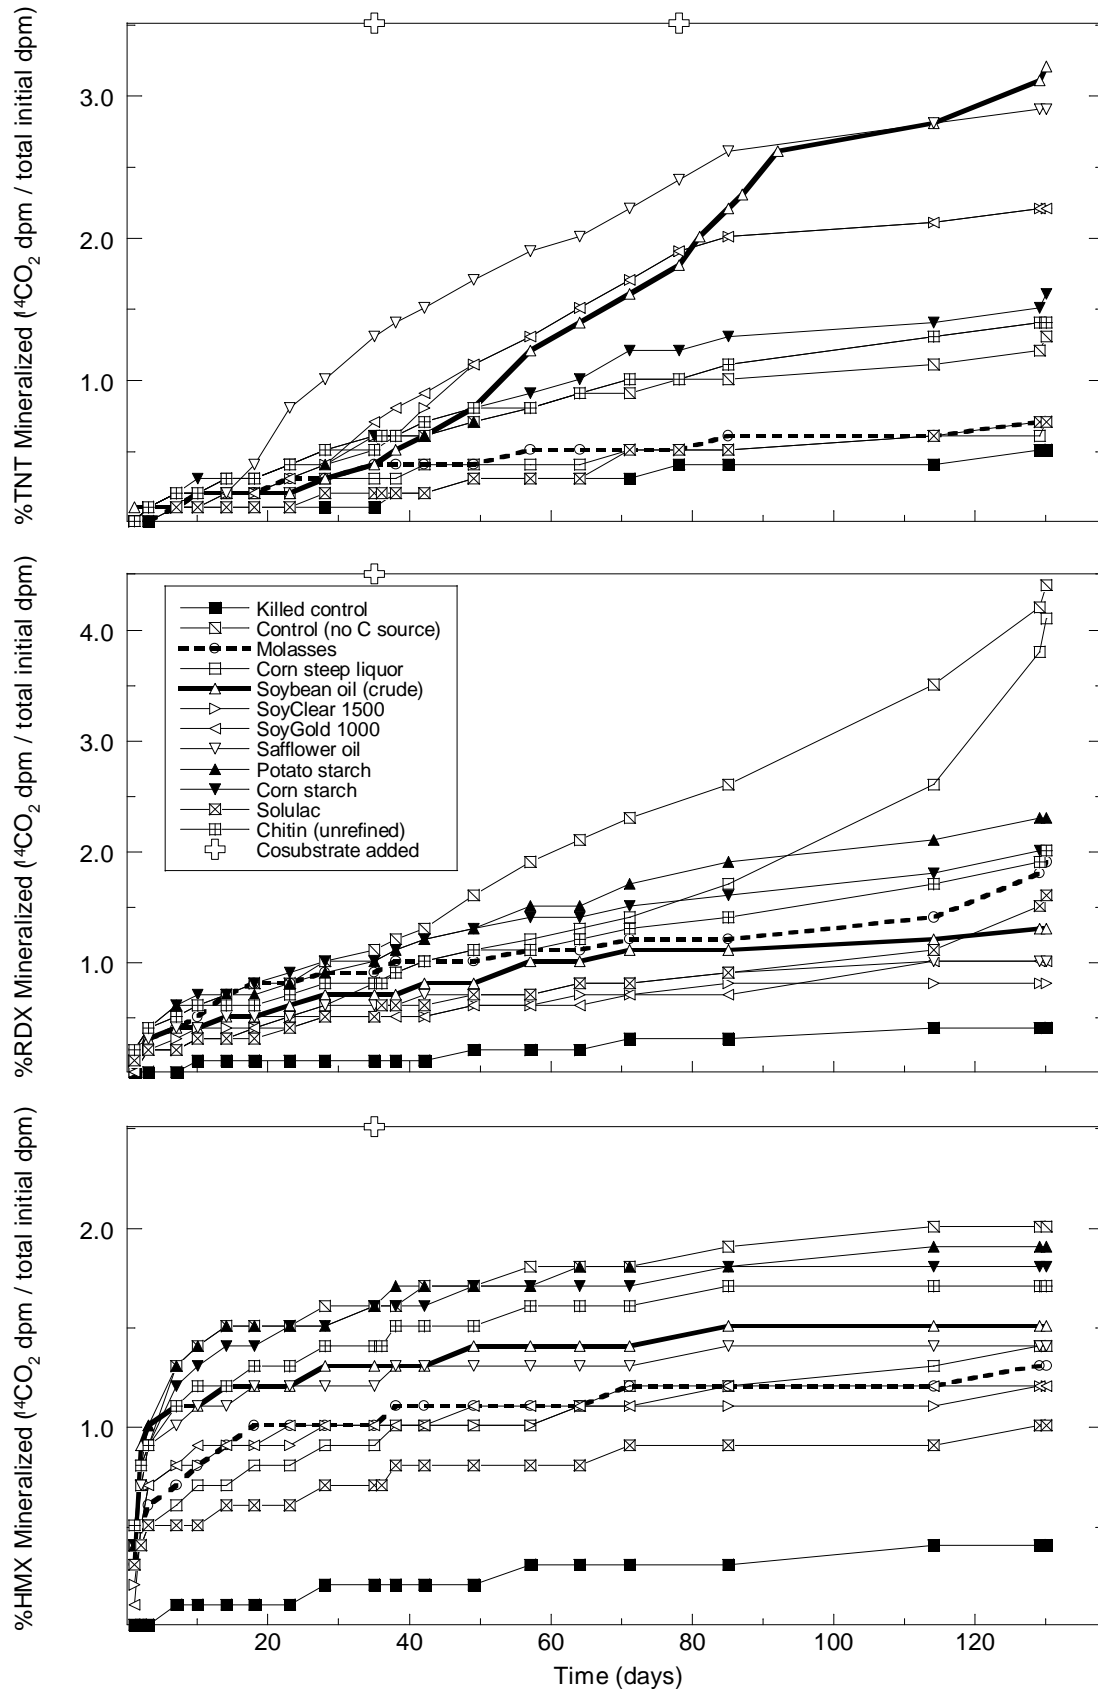 %TNT Mineralized (¹⁴CO₂ dpm / total initial dpm)
3.0
2.0
1.0
%RDX Mineralized (¹⁴CO₂ dpm / total initial dpm)
4.0
3.0
2.0
1.0
Killed control
Control (no C source)
Molasses
Corn steep liquor
Soybean oil (crude)
SoyClear 1500
SoyGold 1000
Safflower oil
Potato starch
Corn starch
Solulac
Chitin (unrefined)
Cosubstrate added
%HMX Mineralized (¹⁴CO₂ dpm / total initial dpm)
2.0
1.0
20 40 60 80 100 120
Time (days)